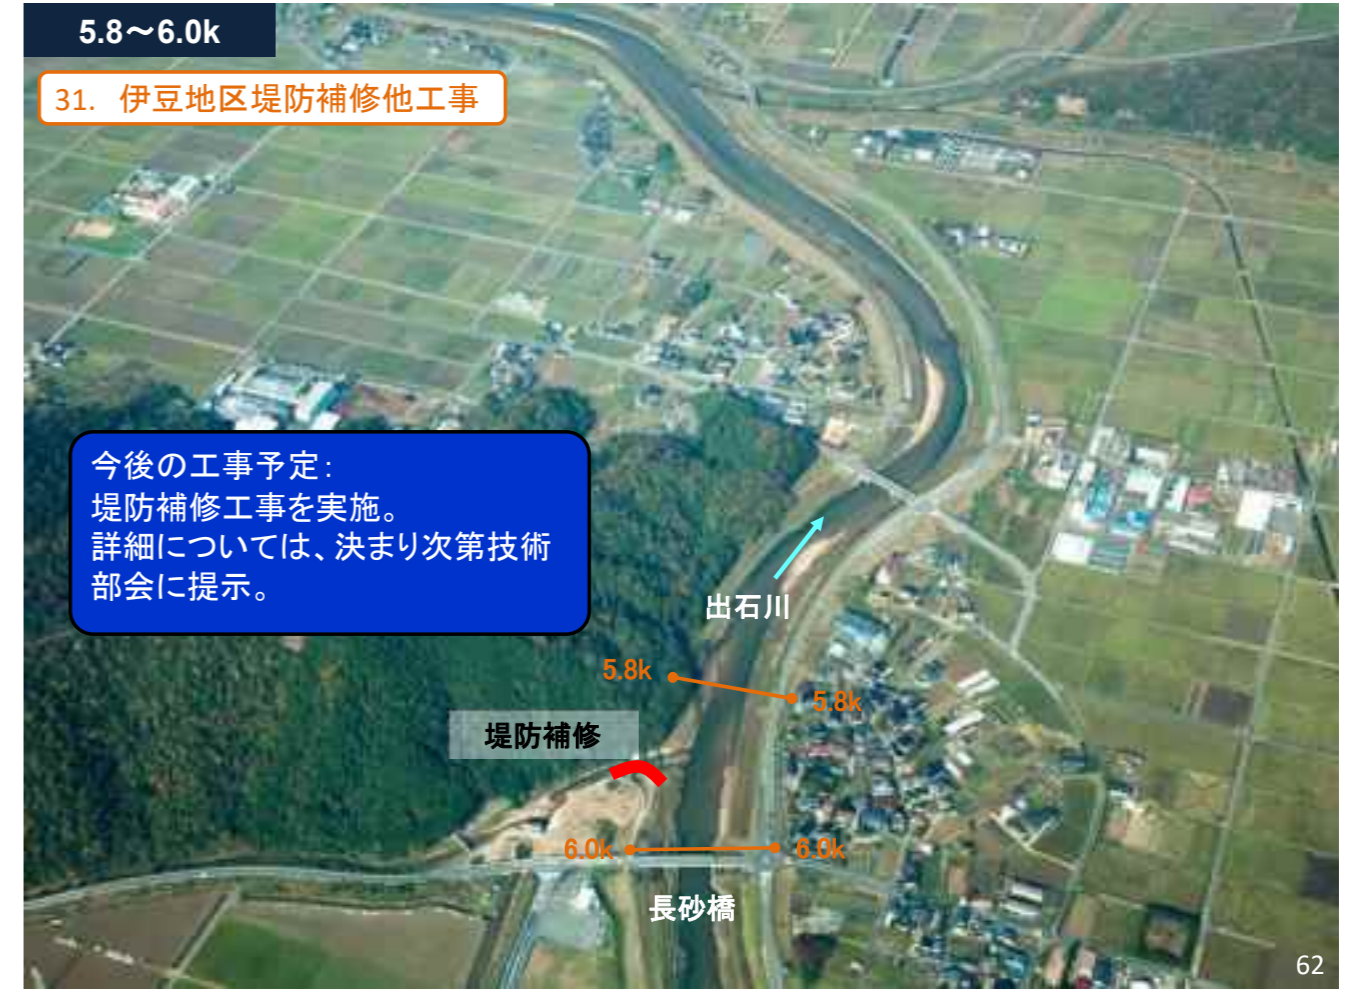 5.8～6.0k
31. 伊豆地区堤防補修他工事
今後の工事予定：
堤防補修工事を実施。
詳細については、決まり次第技術
部会に提示。
出石川
5.8k
5.8k
堤防補修
6.0k
6.0k
長砂橋
62